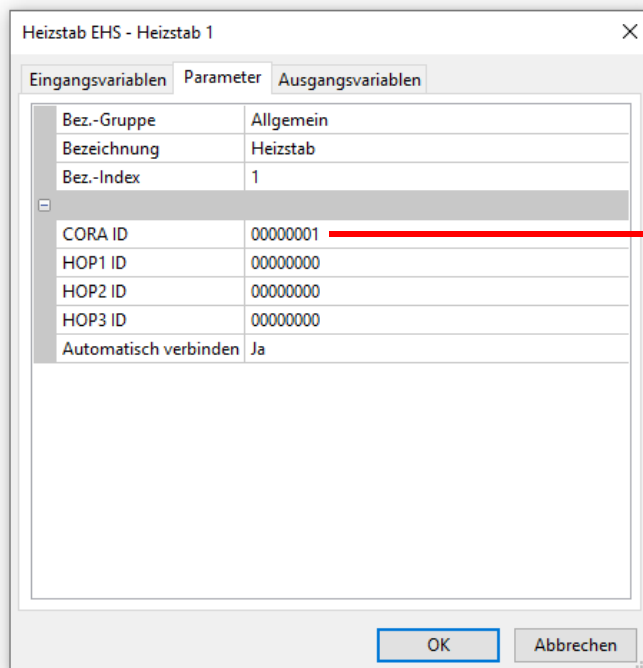 Heizstab EHS - Heizstab 1
Eingangsvariablen Parameter Ausgangsvariablen
Bez.-Gruppe Allgemein
Bezeichnung Heizstab
Bez.-Index 1
CORA ID 00000001
HOP1 ID 00000000
HOP2 ID 00000000
HOP3 ID 00000000
Automatisch verbinden Ja
OK Abbrechen